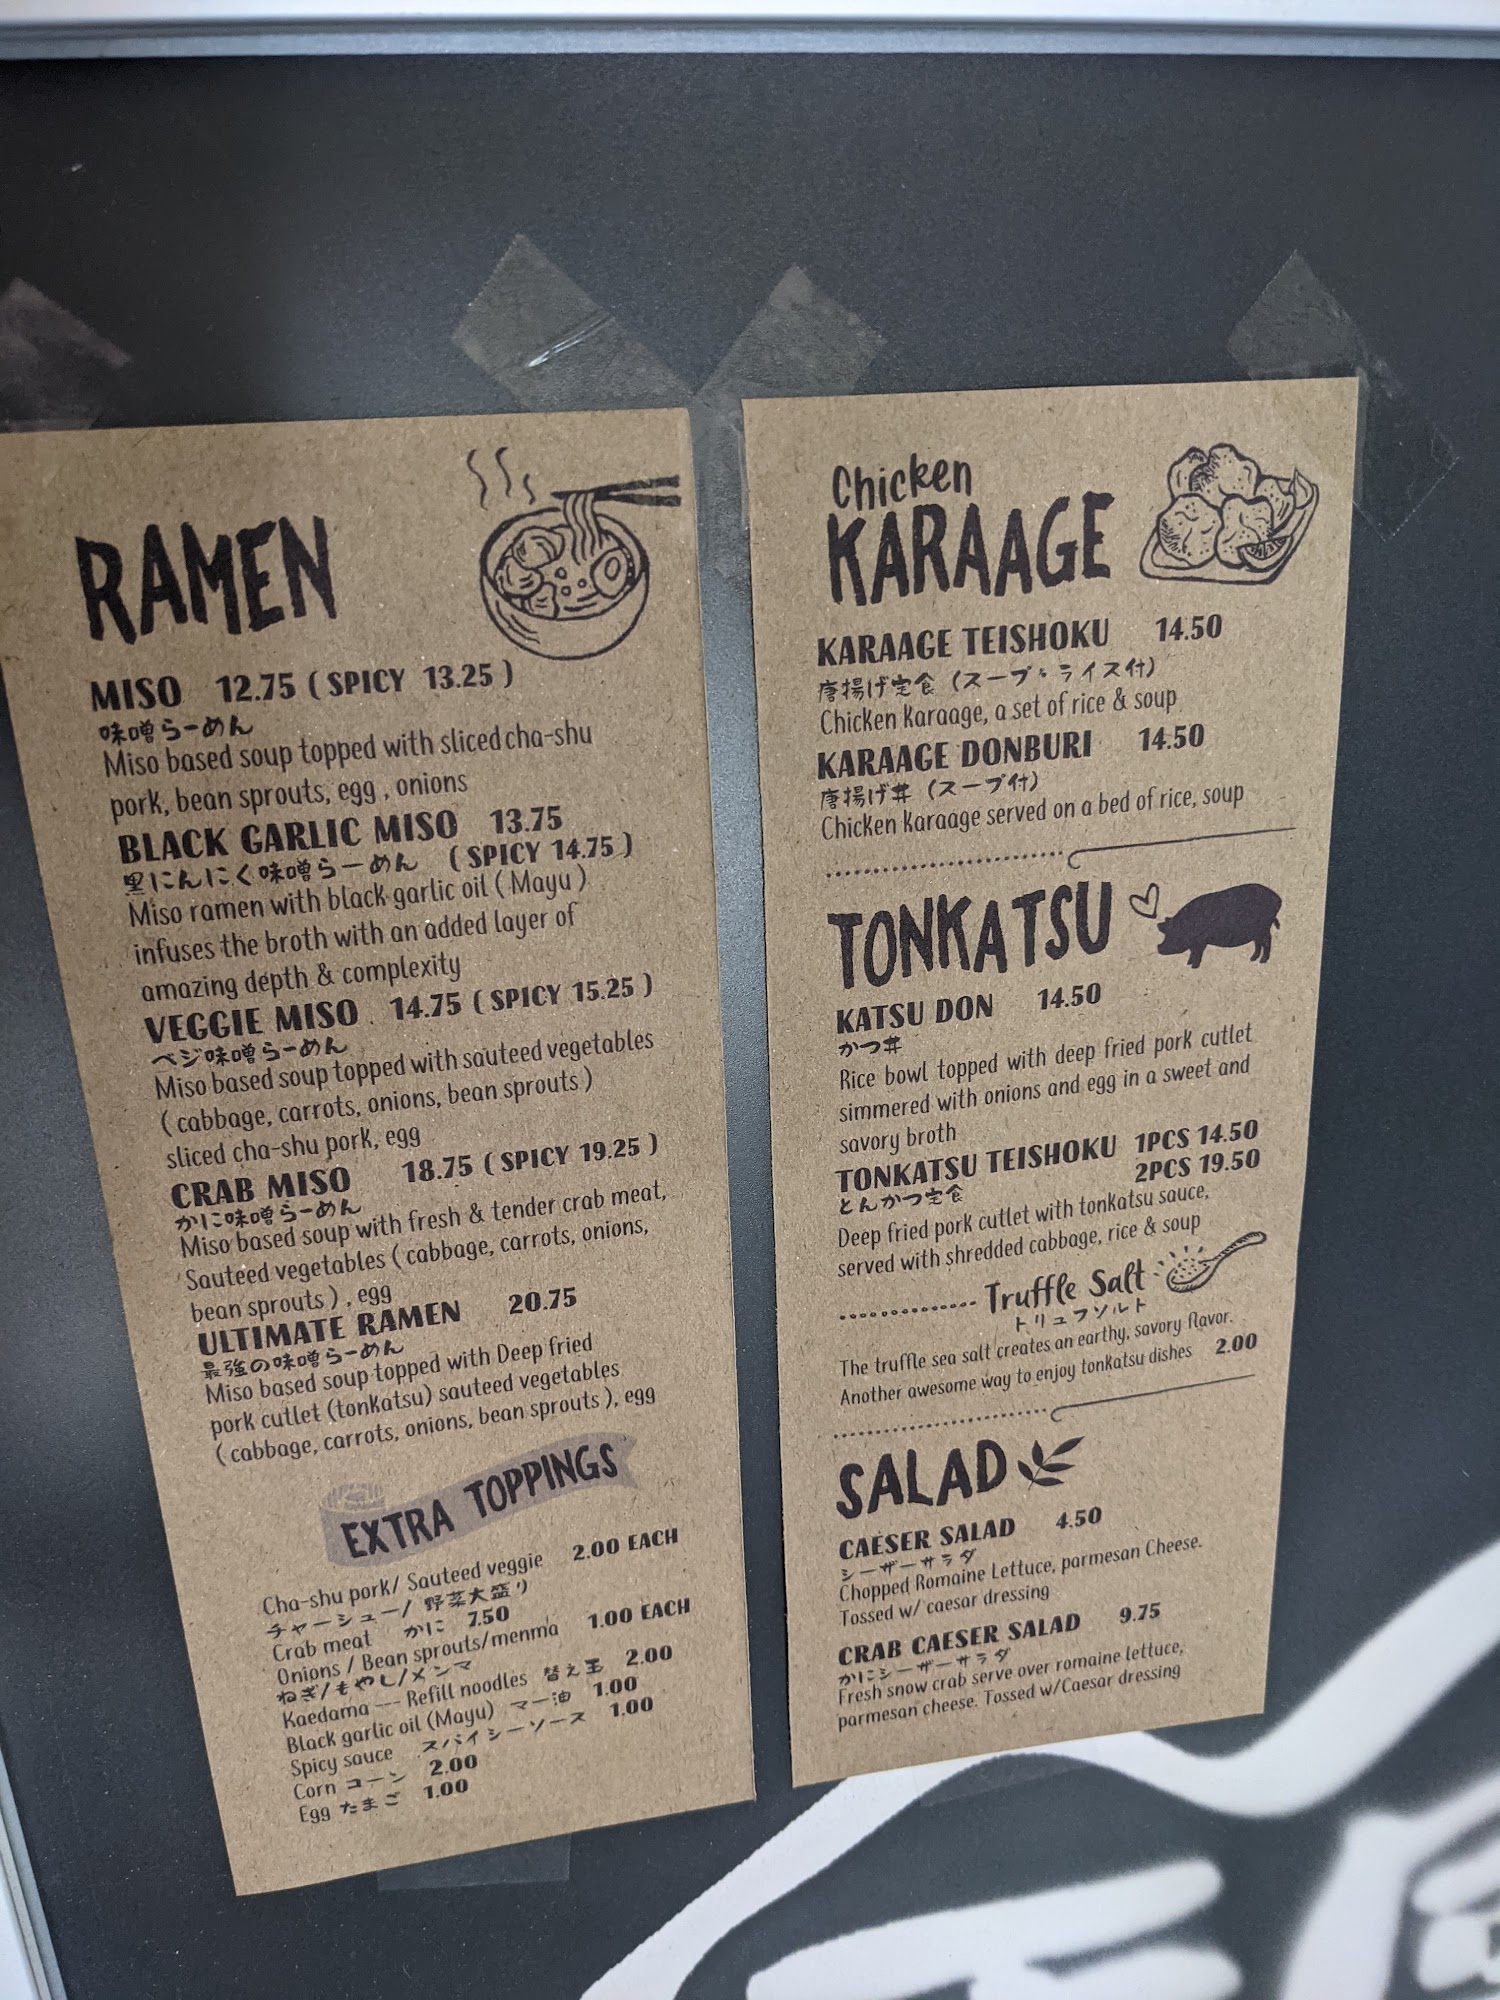 RAMEN
MISO 12.75 ( SPICY 13.25 )
味噌らーめん
Miso based soup topped with sliced cha-shu
pork, bean sprouts, egg , onions
BLACK GARLIC MISO 13.75
黒にんにく味噌らーめん ( SPICY 14.75 )
Miso ramen with black garlic oil ( Mayu )
infuses the broth with an added layer of
amazing depth & complexity
VEGGIE MISO 14.75 ( SPICY 15.25 )
ベジ味噌らーめん
Miso based soup topped with sauteed vegetables
( cabbage, carrots, onions, bean sprouts )
sliced cha-shu pork, egg
CRAB MISO 18.75 ( SPICY 19.25 )
かに味噌らーめん
Miso based soup with fresh & tender crab meat,
Sauteed vegetables ( cabbage, carrots, onions,
bean sprouts ) , egg
ULTIMATE RAMEN 20.75
最強の味噌らーめん
Miso based soup topped with Deep fried
pork cutlet (tonkatsu) sauteed vegetables
( cabbage, carrots, onions, bean sprouts ), egg
EXTRA TOPPINGS
Cha-shu pork/ Sauteed veggie 2.00 EACH
チャーシュー/ 野菜大盛り
Crab meat かに 7.50
Onions / Bean sprouts/menma 1.00 EACH
ねぎ/もやし/メンマ
Kaedama --- Refill noodles 替え玉 2.00
Black garlic oil (Mayu) マー油 1.00
Spicy sauce スパイシーソース 1.00
Corn コーン 2.00
Egg たまご 1.00
Chicken
KARAAGE
KARAAGE TEISHOKU 14.50
唐揚げ定食 (スープ・ライス付)
Chicken Karaage, a set of rice & soup
KARAAGE DONBURI 14.50
唐揚げ丼 (スープ付)
Chicken Karaage served on a bed of rice, soup
TONKATSU
KATSU DON 14.50
かつ丼
Rice bowl topped with deep fried pork cutlet
simmered with onions and egg in a sweet and
savory broth
TONKATSU TEISHOKU 1PCS 14.50
2PCS 19.50
とんかつ定食
Deep fried pork cutlet with tonkatsu sauce,
served with shredded cabbage, rice & soup
Truffle Salt
トリュフソルト
The truffle sea salt creates an earthy, savory flavor.
Another awesome way to enjoy tonkatsu dishes 2.00
SALAD
CAESER SALAD 4.50
シーザーサラダ
Chopped Romaine Lettuce, parmesan Cheese.
Tossed w/ caesar dressing
CRAB CAESER SALAD 9.75
かにシーザーサラダ
Fresh snow crab serve over romaine lettuce,
parmesan cheese. Tossed w/Caesar dressing